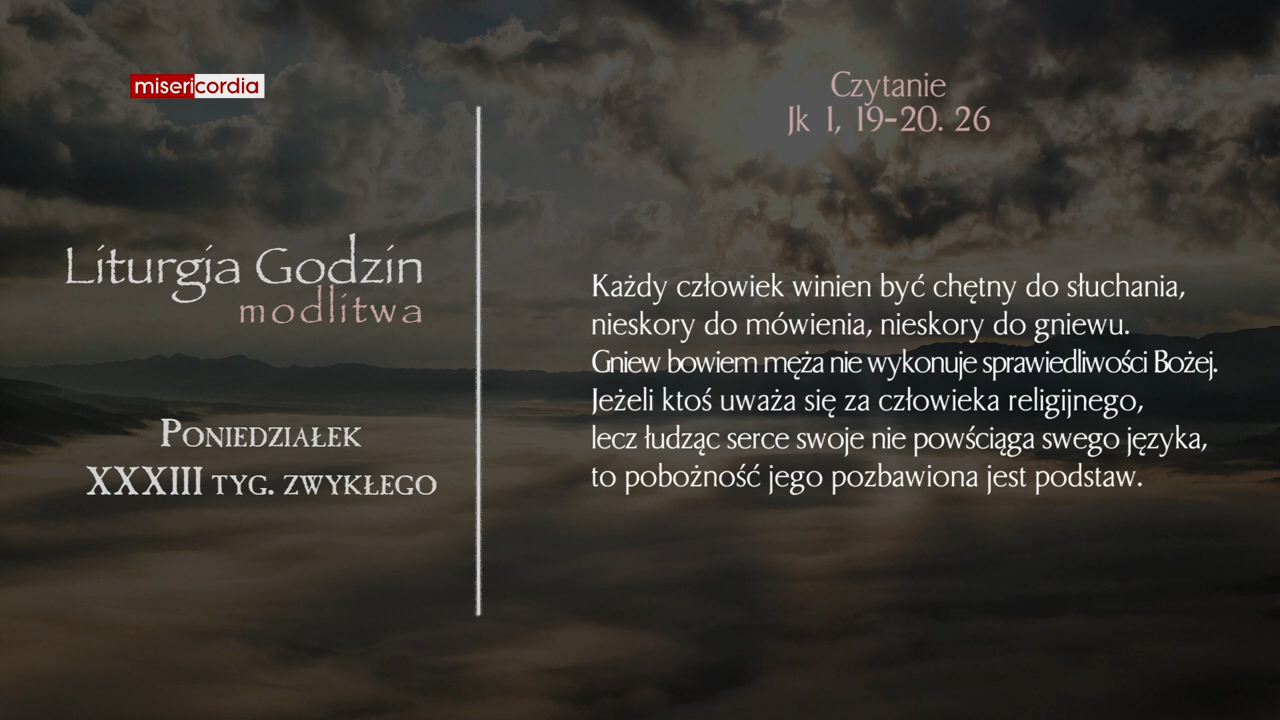 misericordia
Liturgia Godzin
modlitwa
Poniedziałek
XXXIII tyg. zwykłego
Czytanie
Jk 1, 19-20. 26
Każdy człowiek winien być chętny do słuchania,
nieskory do mówienia, nieskory do gniewu.
Gniew bowiem męża nie wykonuje sprawiedliwości Bożej.
Jeżeli ktoś uważa się za człowieka religijnego,
lecz łudząc serce swoje nie powściąga swego języka,
to pobożność jego pozbawiona jest podstaw.